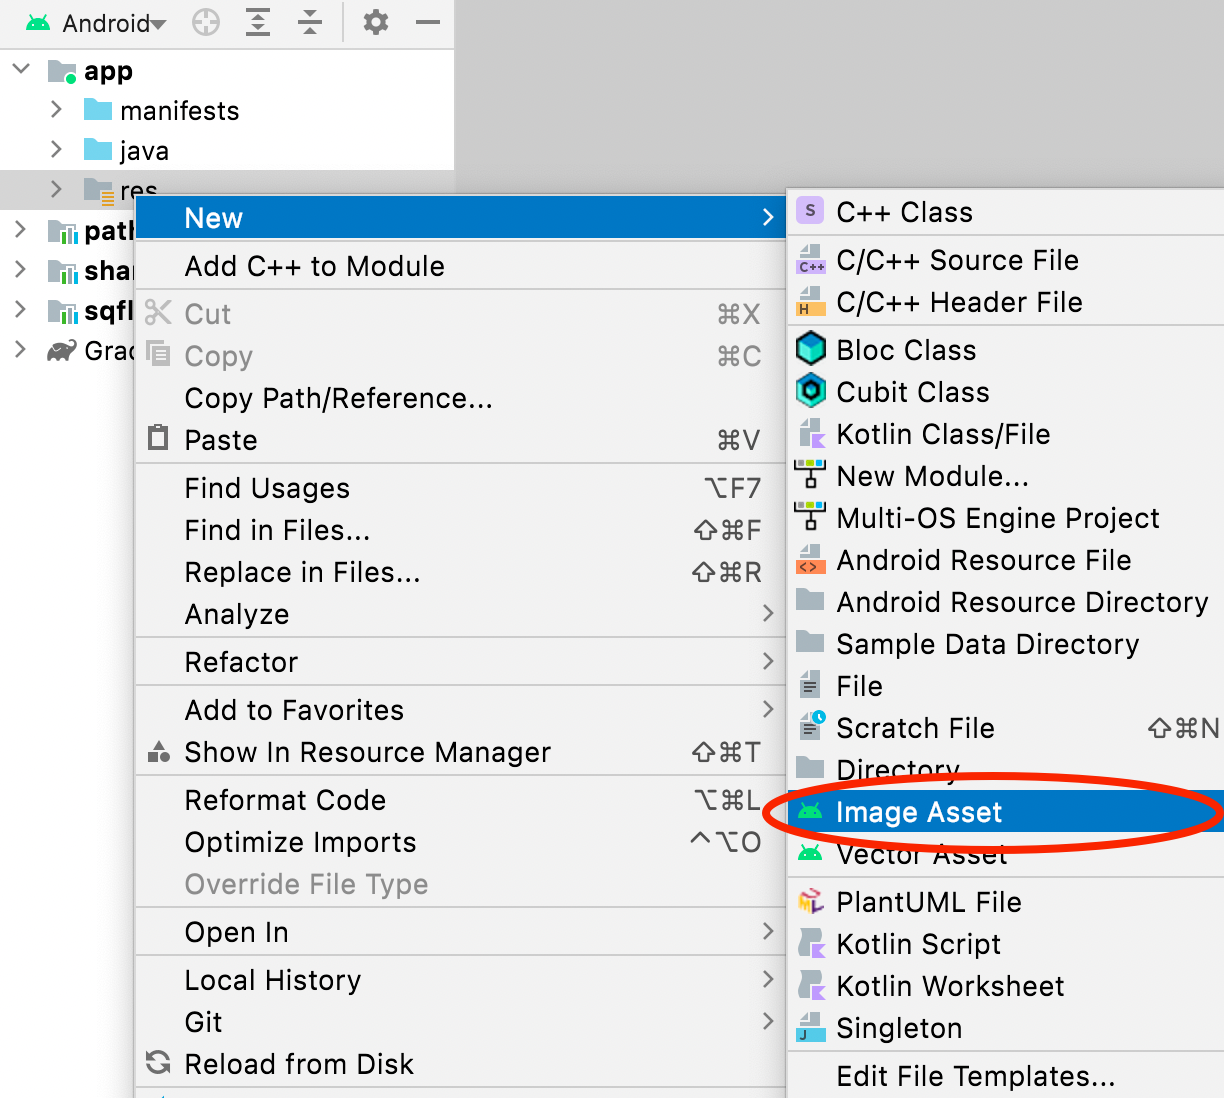 Android
app
manifests
java
res
New
Add C++ to Module
Cut ⌘X
Copy ⌘C
Copy Path/Reference...
Paste ⌘V
Find Usages ⌥F7
Find in Files... ⇧⌘F
Replace in Files... ⇧⌘R
Analyze
Refactor
Add to Favorites
Show In Resource Manager ⇧⌘T
Reformat Code ⌥⌘L
Optimize Imports ^⌥O
Override File Type
Open In
Local History
Git
Reload from Disk
S C++ Class
C++ C/C++ Source File
H C/C++ Header File
Bloc Class
Cubit Class
Kotlin Class/File
New Module...
Multi-OS Engine Project
<> Android Resource File
Android Resource Directory
Sample Data Directory
File
Scratch File ⇧⌘N
Directory
Image Asset
Vector Asset
PlantUML File
Kotlin Script
Kotlin Worksheet
J Singleton
Edit File Templates...